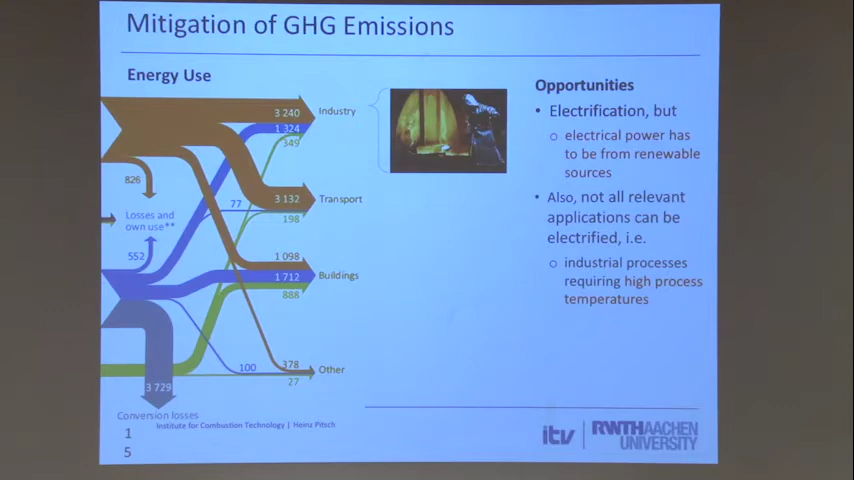 Mitigation of GHG Emissions
Energy Use
3 240
1 324
349
Industry
826
Losses and
own use**
552
77
3 132
198
Transport
1 098
1 712
888
Buildings
100
378
27
Other
3 729
Conversion losses
Opportunities
• Electrification, but
o electrical power has
to be from renewable
sources
• Also, not all relevant
applications can be
electrified, i.e.
o industrial processes
requiring high process
temperatures
1
5
Institute for Combustion Technology | Heinz Pitsch
itv
RWTHAACHEN
UNIVERSITY